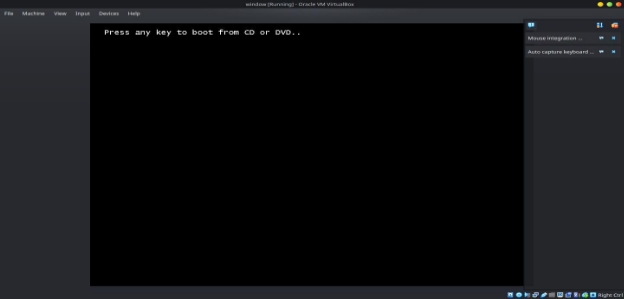 window [Running] - Oracle VM VirtualBox
File Machine View Input Devices Help
Press any key to boot from CD or DVD..
Mouse integration ...
Auto capture keyboard ...
Right Ctrl